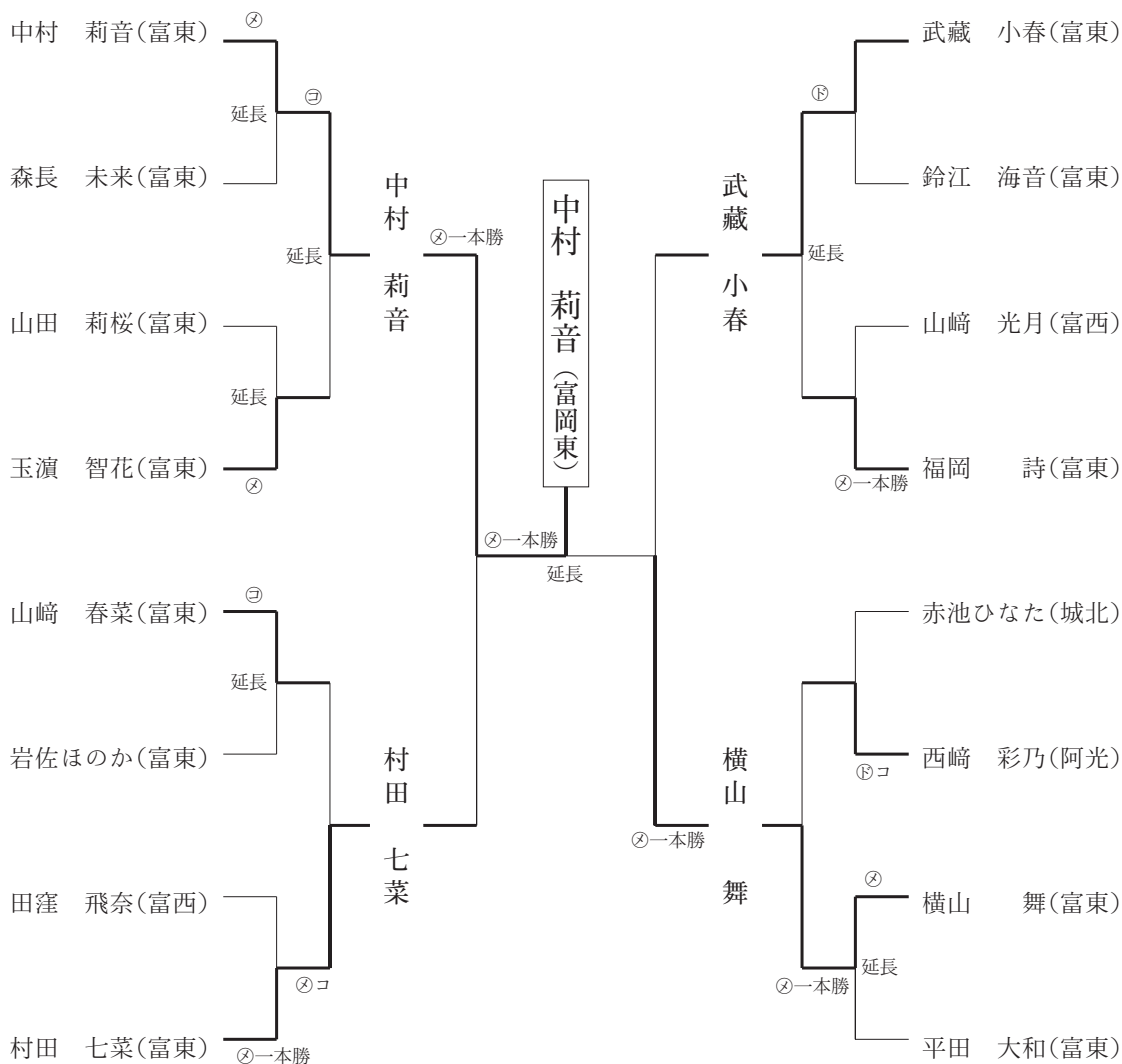 中村　莉音(富東)
㋱
延長
㋙
森長　未来(富東)
延長
山田　莉桜(富東)
延長
玉濵　智花(富東)
㋱
中村　莉音
㋱一本勝
山﨑　春菜(富東)
㋙
延長
岩佐ほのか(富東)
田窪　飛奈(富西)
㋱コ
村田　七菜(富東)
㋱一本勝
村田　七菜
中村　莉音（富岡東）
㋱一本勝
延長
武藏　小春
武藏　小春(富東)
㋣
鈴江　海音(富東)
延長
山﨑　光月(富西)
福岡　　詩(富東)
㋱一本勝
横山　舞
㋱一本勝
赤池ひなた(城北)
西﨑　彩乃(阿光)
㋣コ
横山　　舞(富東)
㋱
延長
㋱一本勝
平田　大和(富東)